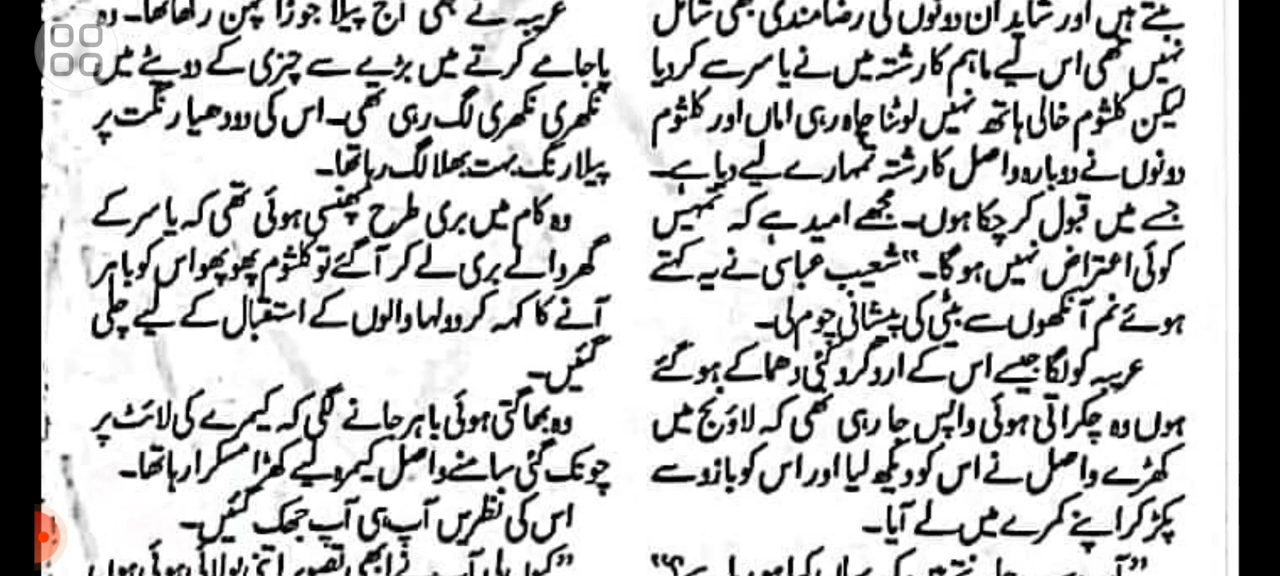 بنتے ہیں اور شاید ان دونوں کی رضامندی بھی شامل
نہیں تھی اس لیے ماہم کا رشتہ میں نے یاسر سے کردیا
لیکن کلثوم خالی ہاتھ نہیں لوٹنا چاہ رہی اماں اور کلثوم
دونوں نے دوبارہ واصل کا رشتہ تمہارے لیے دیا ہے۔
جسے میں قبول کر چکا ہوں۔ مجھے امید ہے کہ تمہیں
کوئی اعتراض نہیں ہوگا۔“ شعیب عباسی نے یہ کہتے
ہوئے نم آنکھوں سے بیٹی کی پیشانی چوم لی۔
عریبہ کو لگا جیسے اس کے ارد گرد کئی دھماکے ہوگئے
ہوں وہ چکراتی ہوئی واپس جا رہی تھی کہ لاؤنج میں
کھڑے واصل نے اس کو دیکھ لیا اور اس کو بازو سے
پکڑ کر اپنے کمرے میں لے آیا۔
عریبہ نے بھی آج پیلا جوڑا پہن رکھا تھا۔ وہ
پاجامے کرتے میں بڑے سے چنری کے دوپٹے میں
نکھری نکھری لگ رہی تھی۔ اس کی دودھیا رنگت پر
پیلا رنگ بہت بھلا لگ رہا تھا۔
وہ کام میں بری طرح پھنسی ہوئی تھی کہ یاسر کے
گھر والے بری لے کر آگئے تو کلثوم پھوپھو اس کو باہر
آنے کا کہہ کر دولہا والوں کے استقبال کے لیے چلی
گئیں۔
وہ بھاگتی ہوئی باہر جانے لگی کہ کیمرے کی لائٹ پر
چونک گئی سامنے واصل کیمرہ لیے کھڑا مسکرا رہا تھا۔
اس کی نظریں آپ ہی آپ جھک گئیں۔